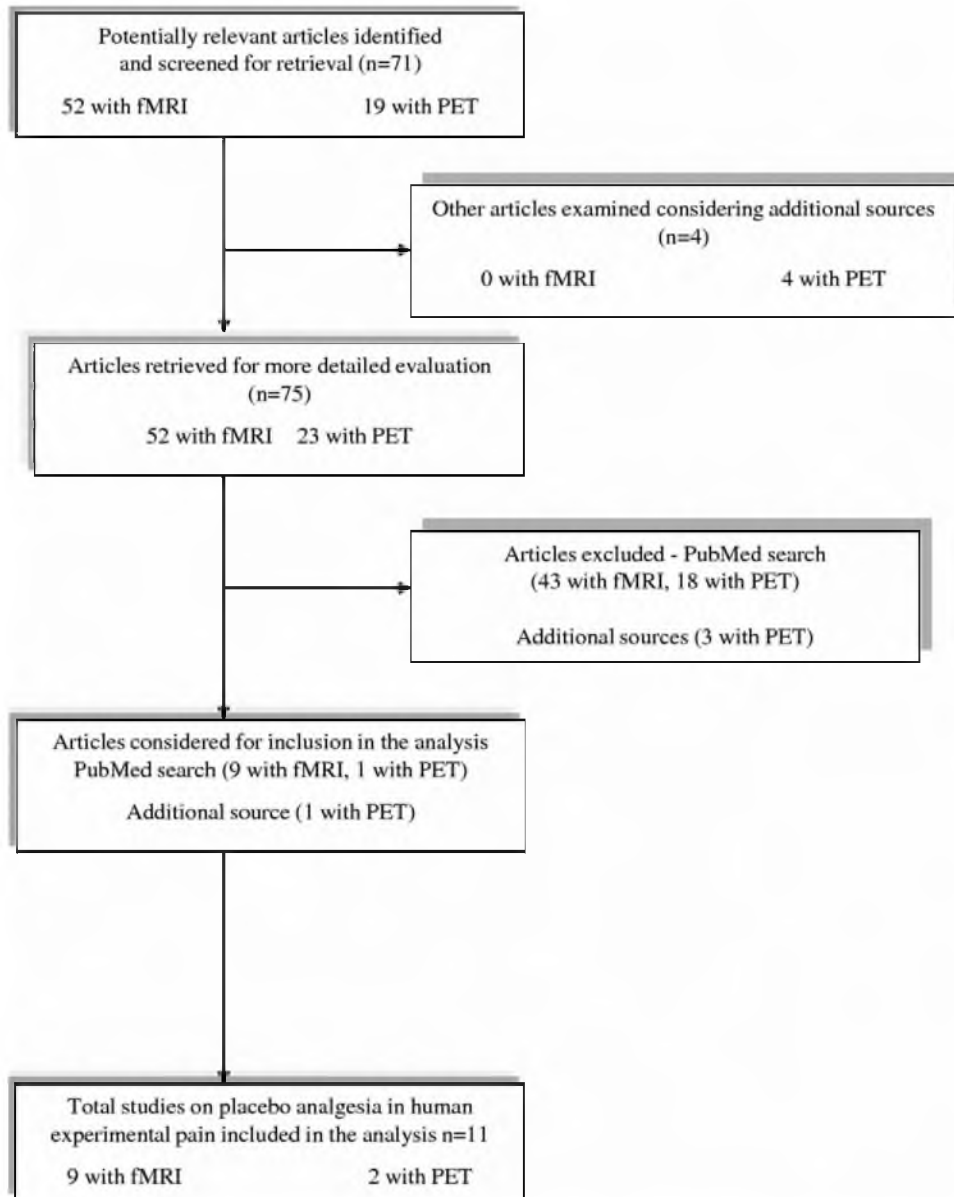 Potentially relevant articles identified
and screened for retrieval (n=71)
52 with fMRI 19 with PET
Other articles examined considering additional sources
(n=4)
0 with fMRI 4 with PET
Articles retrieved for more detailed evaluation
(n=75)
52 with fMRI 23 with PET
Articles excluded - PubMed search
(43 with fMRI, 18 with PET)
Additional sources (3 with PET)
Articles considered for inclusion in the analysis
PubMed search (9 with fMRI, 1 with PET)
Additional source (1 with PET)
Total studies on placebo analgesia in human
experimental pain included in the analysis n=11
9 with fMRI 2 with PET